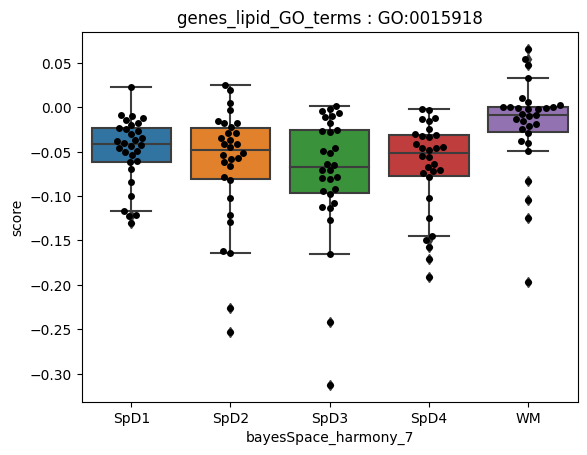 genes_lipid_GO_terms : GO:0015918
score
0.05
0.00
−0.05
−0.10
−0.15
−0.20
−0.25
−0.30
SpD1 SpD2 SpD3 SpD4 WM
bayesSpace_harmony_7